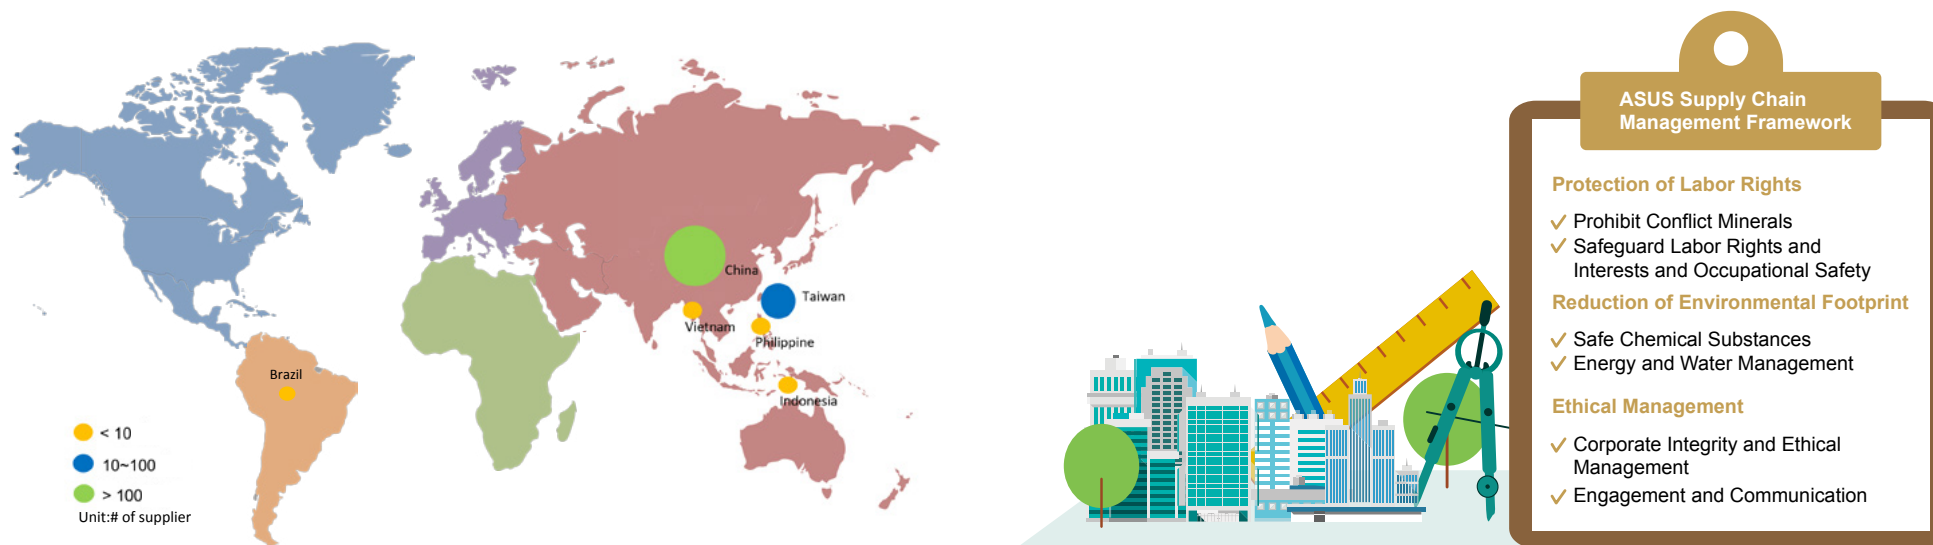 China
Taiwan
Vietnam
Philippine
Brazil
Indonesia
< 10
10~100
> 100
Unit:# of supplier
ASUS Supply Chain
Management Framework
Protection of Labor Rights
✓ Prohibit Conflict Minerals
✓ Safeguard Labor Rights and
Interests and Occupational Safety
Reduction of Environmental Footprint
✓ Safe Chemical Substances
✓ Energy and Water Management
Ethical Management
✓ Corporate Integrity and Ethical
Management
✓ Engagement and Communication